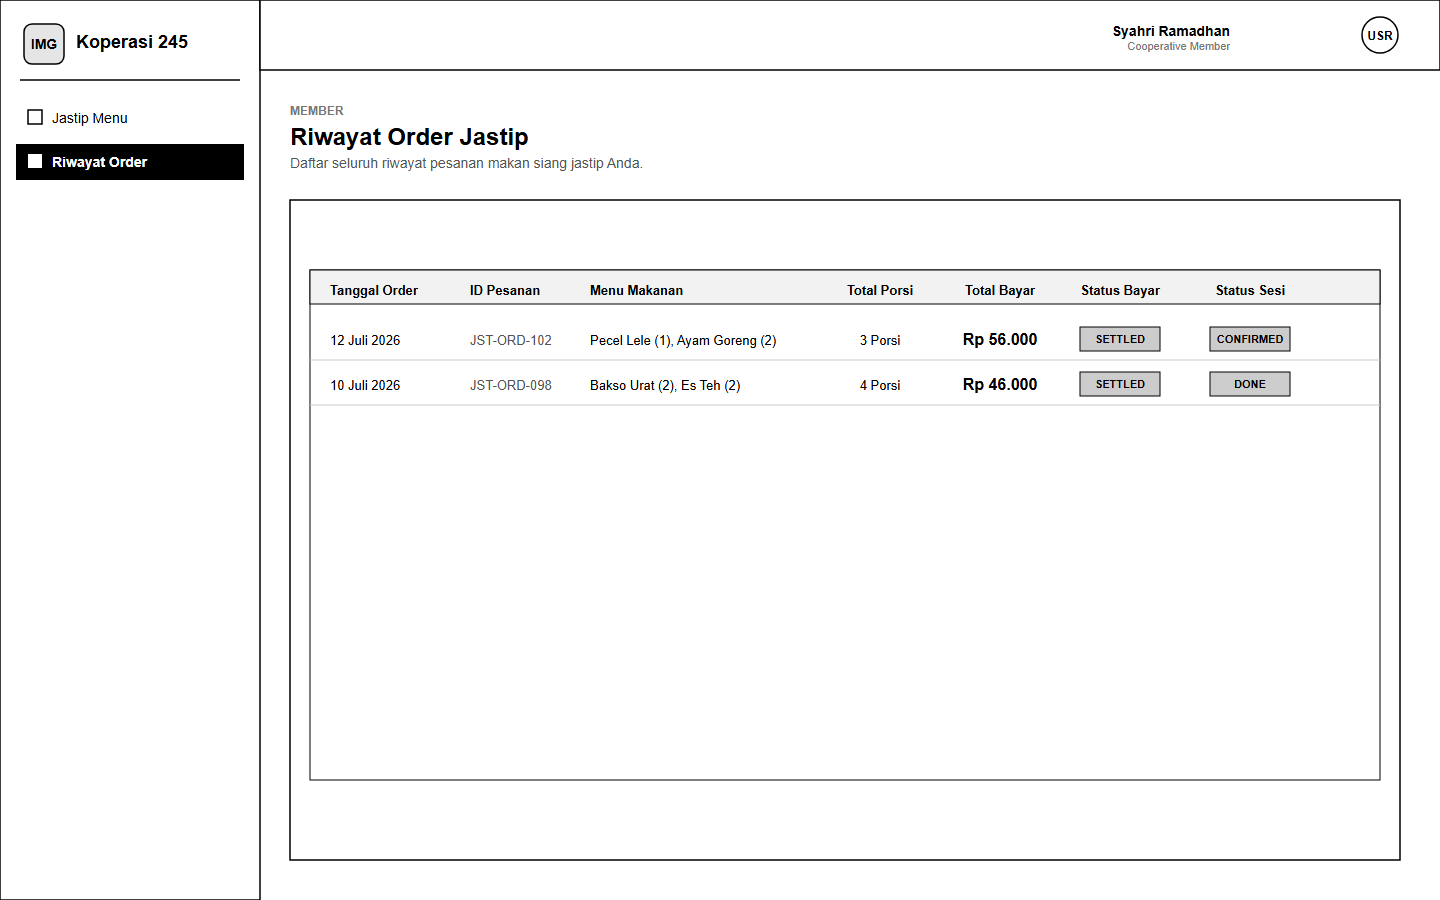 IMG Koperasi 245
Syahri Ramadhan
Cooperative Member
USR
Jastip Menu
Riwayat Order
MEMBER
Riwayat Order Jastip
Daftar seluruh riwayat pesanan makan siang jastip Anda.
Tanggal Order ID Pesanan Menu Makanan Total Porsi Total Bayar Status Bayar Status Sesi
12 Juli 2026 JST-ORD-102 Pecel Lele (1), Ayam Goreng (2) 3 Porsi Rp 56.000 SETTLED CONFIRMED
10 Juli 2026 JST-ORD-098 Bakso Urat (2), Es Teh (2) 4 Porsi Rp 46.000 SETTLED DONE